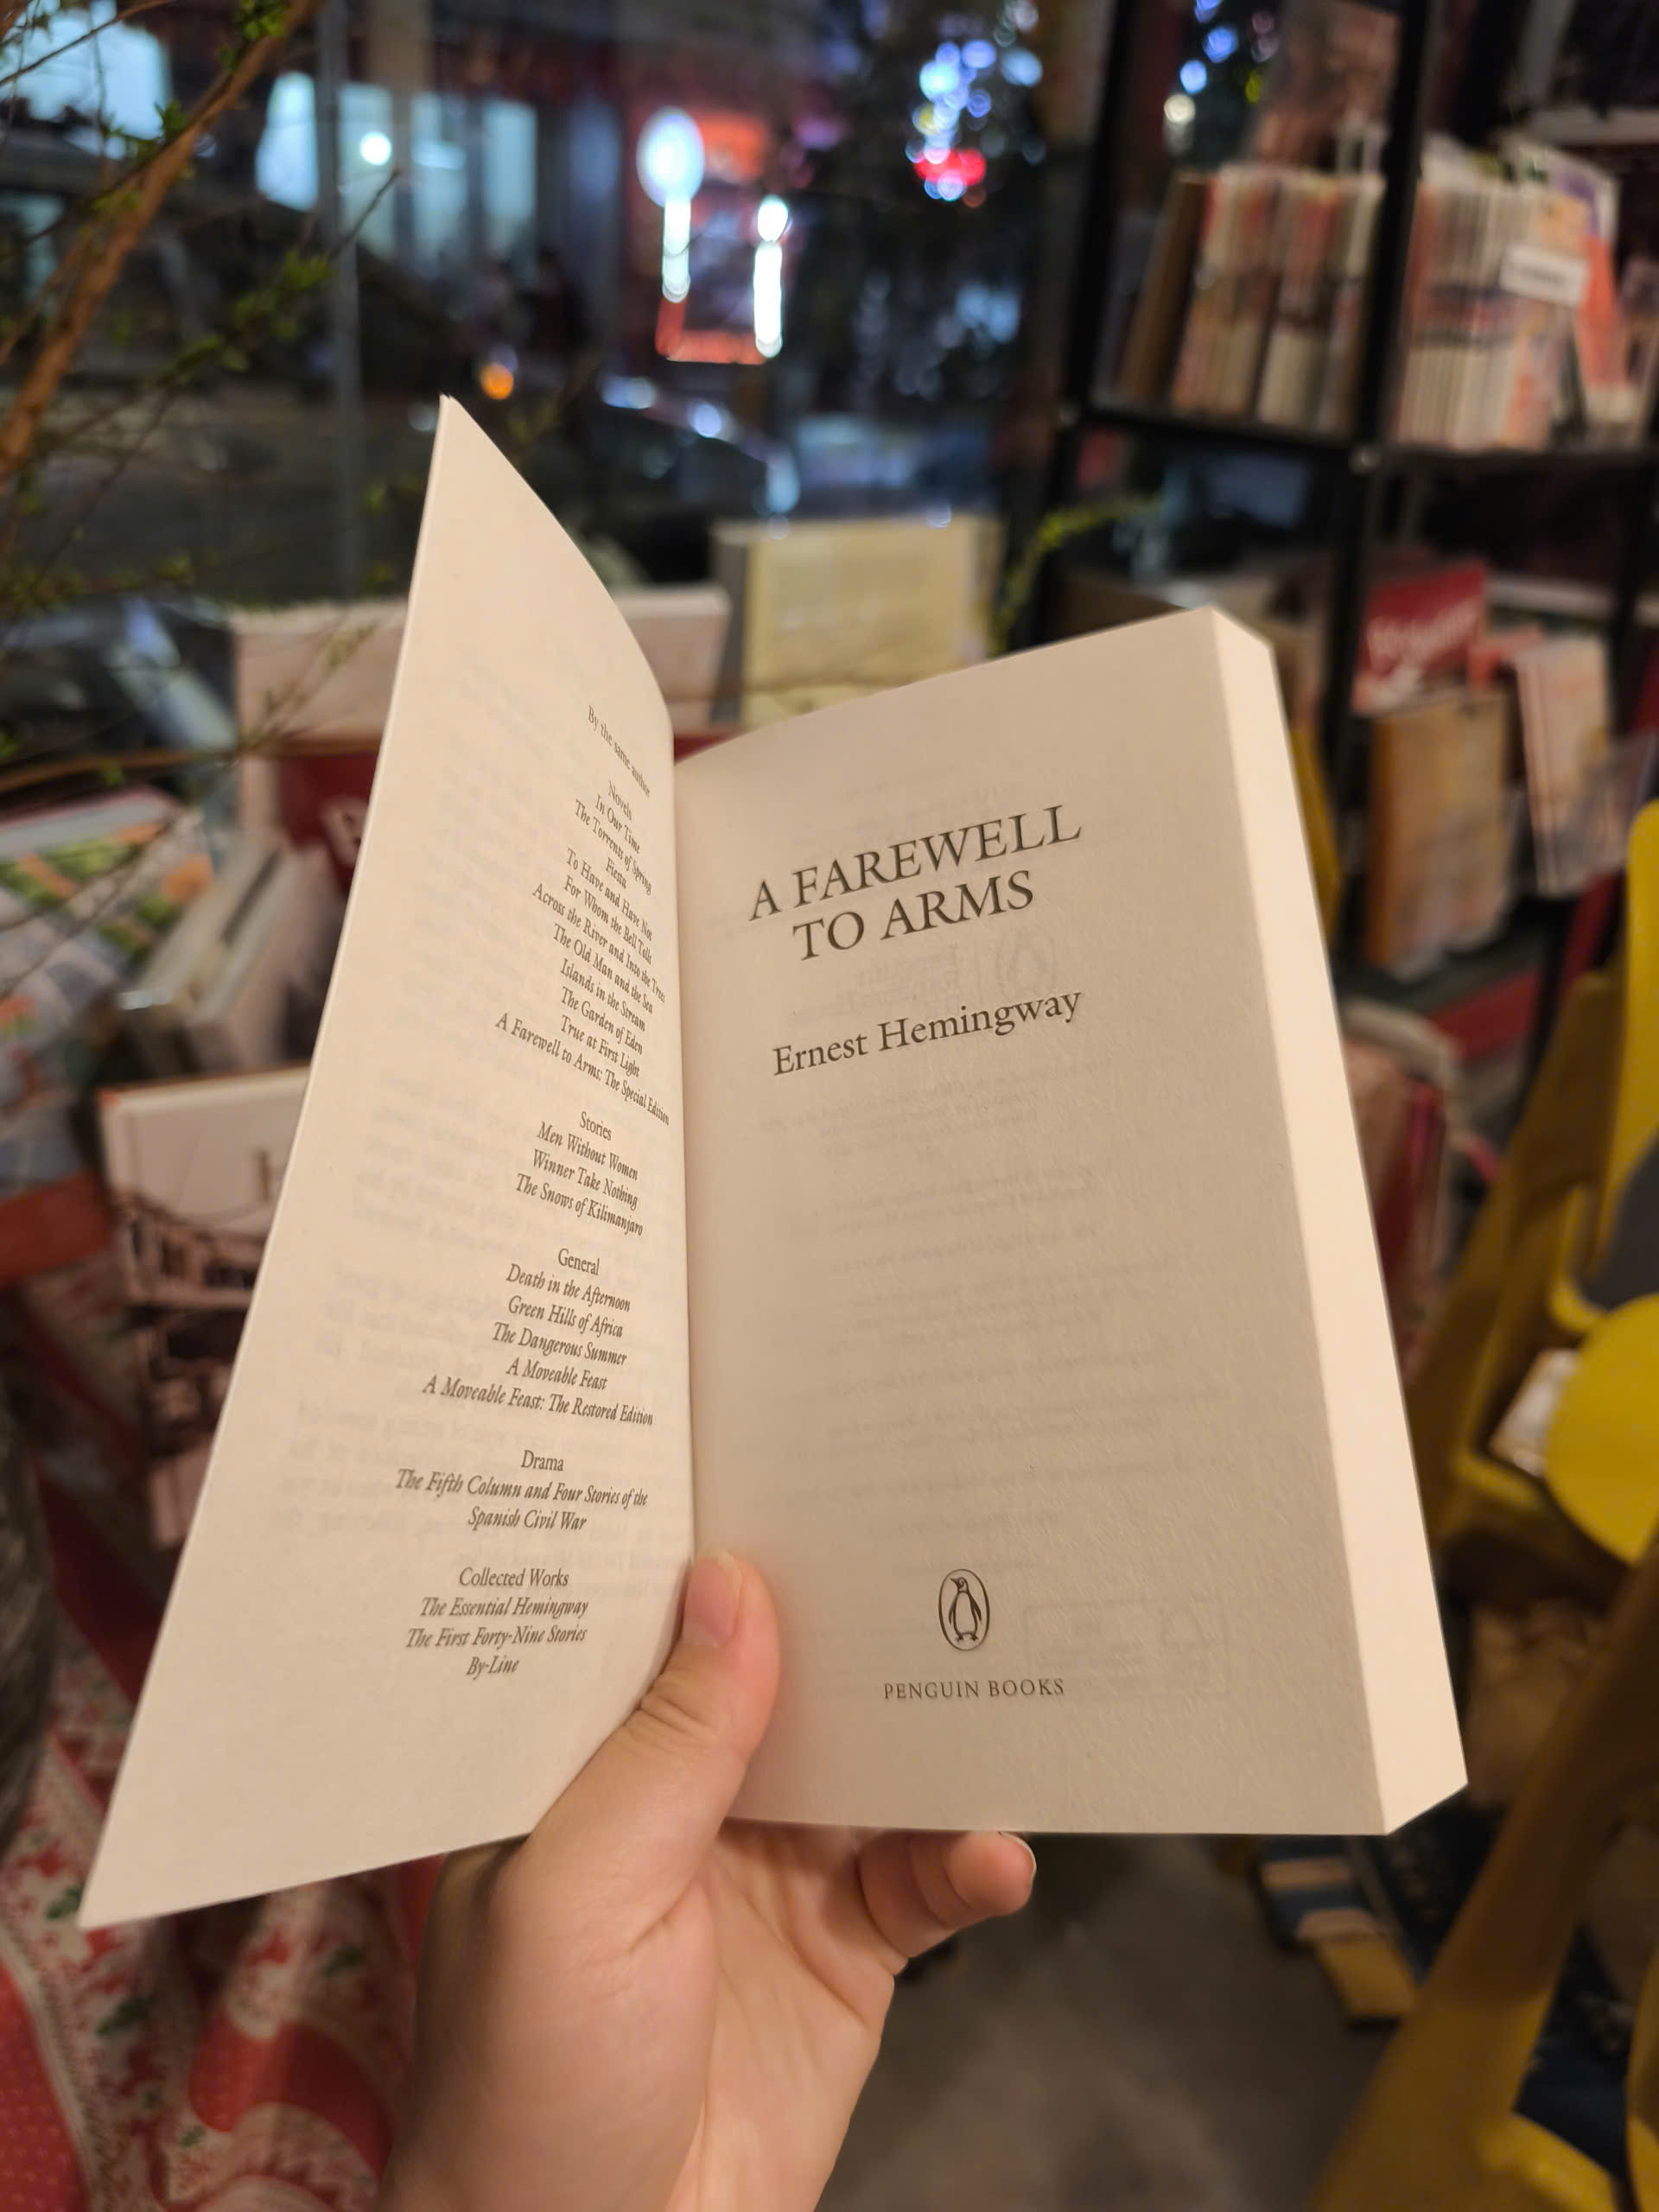 By the same author
Novels
In Our Time
The Torrents of Spring
Fiesta
To Have and Have Not
For Whom the Bell Tolls
Across the River and Into the Trees
The Old Man and the Sea
Islands in the Stream
The Garden of Eden
True at First Light
A Farewell to Arms: The Special Edition
Stories
Men Without Women
Winner Take Nothing
The Snows of Kilimanjaro
General
Death in the Afternoon
Green Hills of Africa
The Dangerous Summer
A Moveable Feast
A Moveable Feast: The Restored Edition
Drama
The Fifth Column and Four Stories of the
Spanish Civil War
Collected Works
The Essential Hemingway
The First Forty-Nine Stories
By-Line
A FAREWELL
TO ARMS
Ernest Hemingway
PENGUIN BOOKS